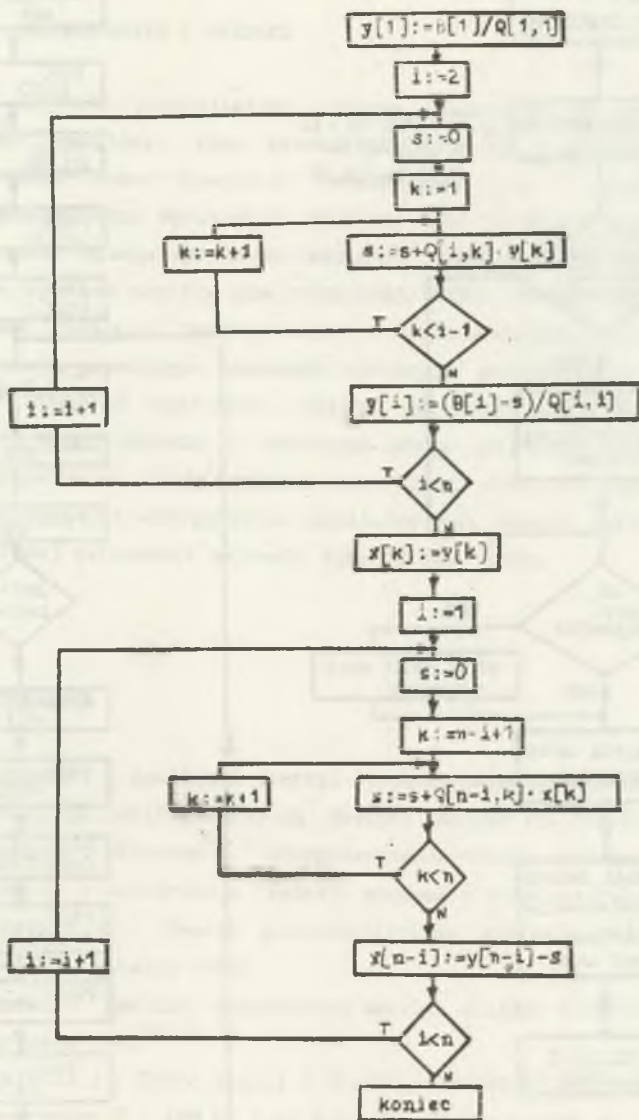 y[1]:=B[1]/Q[1,1]
i:=2
s:=0
k:=1
k:=k+1
s:=s+Q[i,k]·y[k]
T
k<i-1
N
i:=i+1
y[i]:=(B[i]-s)/Q[i,i]
T
i<n
N
x[k]:=y[k]
i:=1
s:=0
k:=n-i+1
k:=k+1
s:=s+Q[n-i,k]·x[k]
T
k<n
N
i:=i+1
x[n-i]:=y[n-i]-s
T
i<n
N
koniec